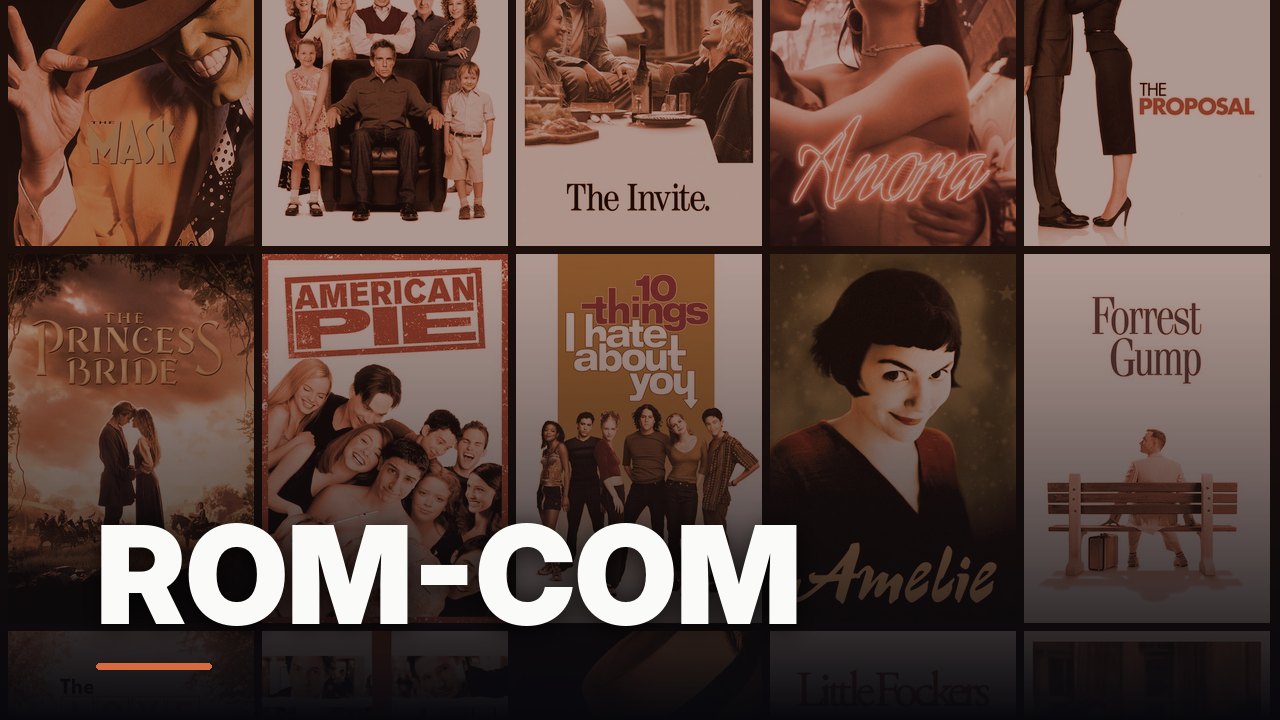 THE
MASK
The Invite.
Anora
THE
PROPOSAL
THE
PRINCESS
BRIDE
AMERICAN
PIE
10
things
I hate
about
you
Amelie
Forrest
Gump
ROM-COM
The
Little Fockers